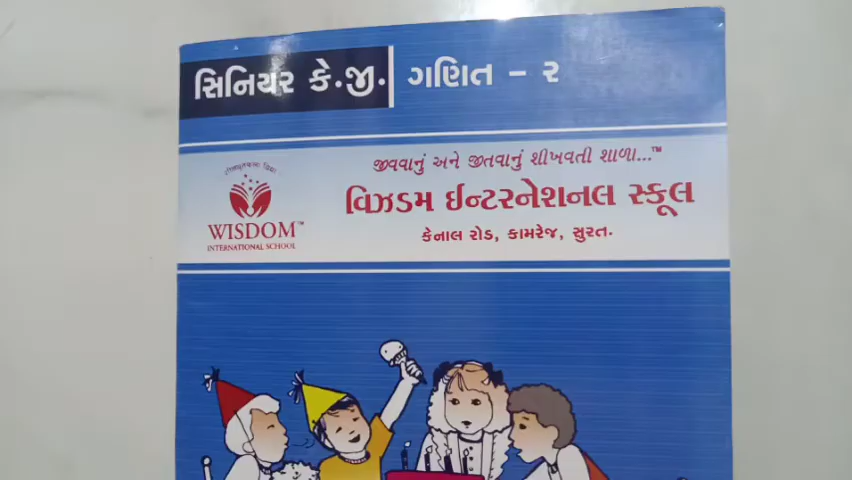 સિનિયર કે.જી. ગણિત - ૨
જીવવાનું અને જીતવાનું શીખવતી શાળા...™
વિઝડમ ઈન્ટરનેશનલ સ્કૂલ
કેનાલ રોડ, કામરેજ, સુરત.
WISDOM™
INTERNATIONAL SCHOOL